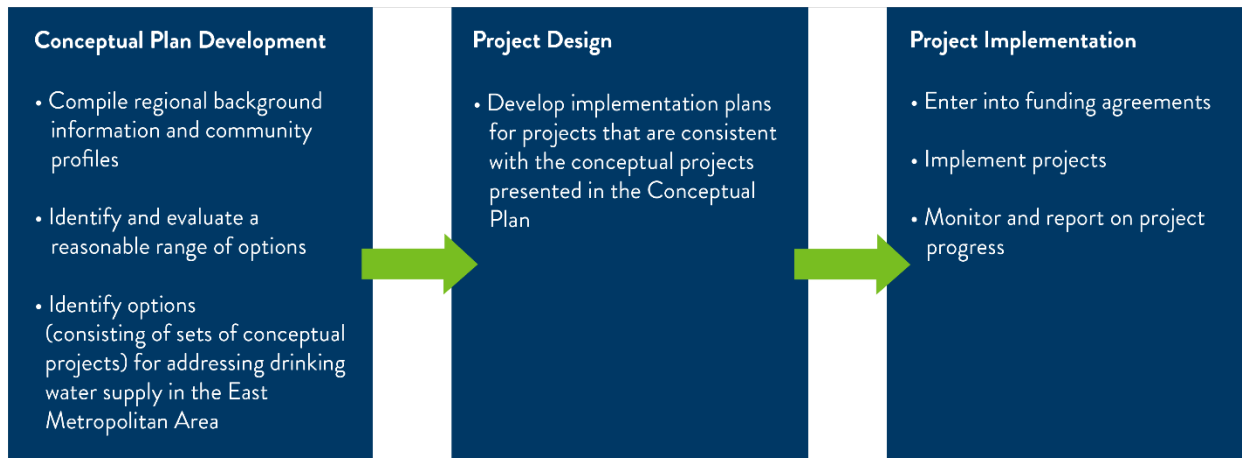 Conceptual Plan Development
• Compile regional background
information and community
profiles
• Identify and evaluate a
reasonable range of options
• Identify options
(consisting of sets of conceptual
projects) for addressing drinking
water supply in the East
Metropolitan Area
Project Design
• Develop implementation plans
for projects that are consistent
with the conceptual projects
presented in the Conceptual
Plan
Project Implementation
• Enter into funding agreements
• Implement projects
• Monitor and report on project
progress